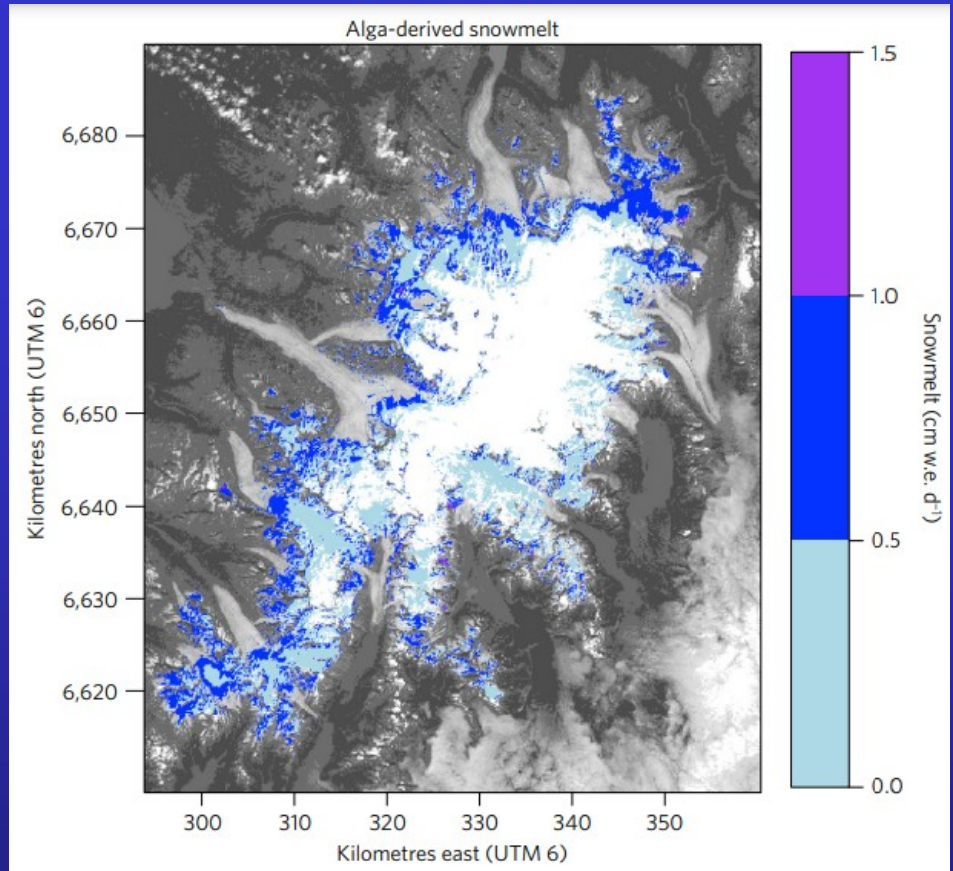 Alga-derived snowmelt
6,680
6,670
6,660
6,650
6,640
6,630
6,620
Kilometres north (UTM 6)
300 310 320 330 340 350
Kilometres east (UTM 6)
1.5
1.0
0.5
0.0
Snowmelt (cm w.e. d⁻¹)